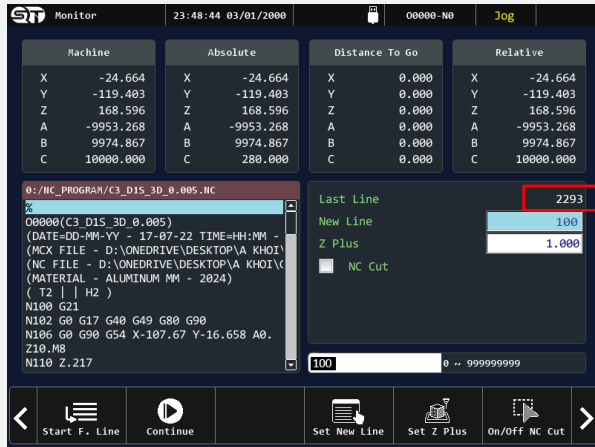 ST Monitor 23:48:44 03/01/2000 O0000-N0 Jog
Machine Absolute Distance To Go Relative
X -24.664 X -24.664 X 0.000 X -24.664
Y -119.403 Y -119.403 Y 0.000 Y -119.403
Z 168.596 Z 168.596 Z 0.000 Z 168.596
A -9953.268 A -9953.268 A 0.000 A -9953.268
B 9974.867 B 9974.867 B 0.000 B 9974.867
C 10000.000 C 280.000 C 0.000 C 10000.000
0:/NC_PROGRAM/C3_D1S_3D_0.005.NC
%
O0000(C3_D1S_3D_0.005)
(DATE=DD-MM-YY - 17-07-22 TIME=HH:MM -
(MCX FILE - D:\ONEDRIVE\DESKTOP\A KHOI\
(NC FILE - D:\ONEDRIVE\DESKTOP\A KHOI\
(MATERIAL - ALUMINUM MM - 2024)
( T2 | | H2 )
N100 G21
N102 G0 G17 G40 G49 G80 G90
N106 G0 G90 G54 X-107.67 Y-16.658 A0.
Z10.M8
N110 Z.217
Last Line 2293
New Line 100
Z Plus 1.000
NC Cut
100 0 ~ 999999999
Start F. Line Continue Set New Line Set Z Plus On/Off NC Cut